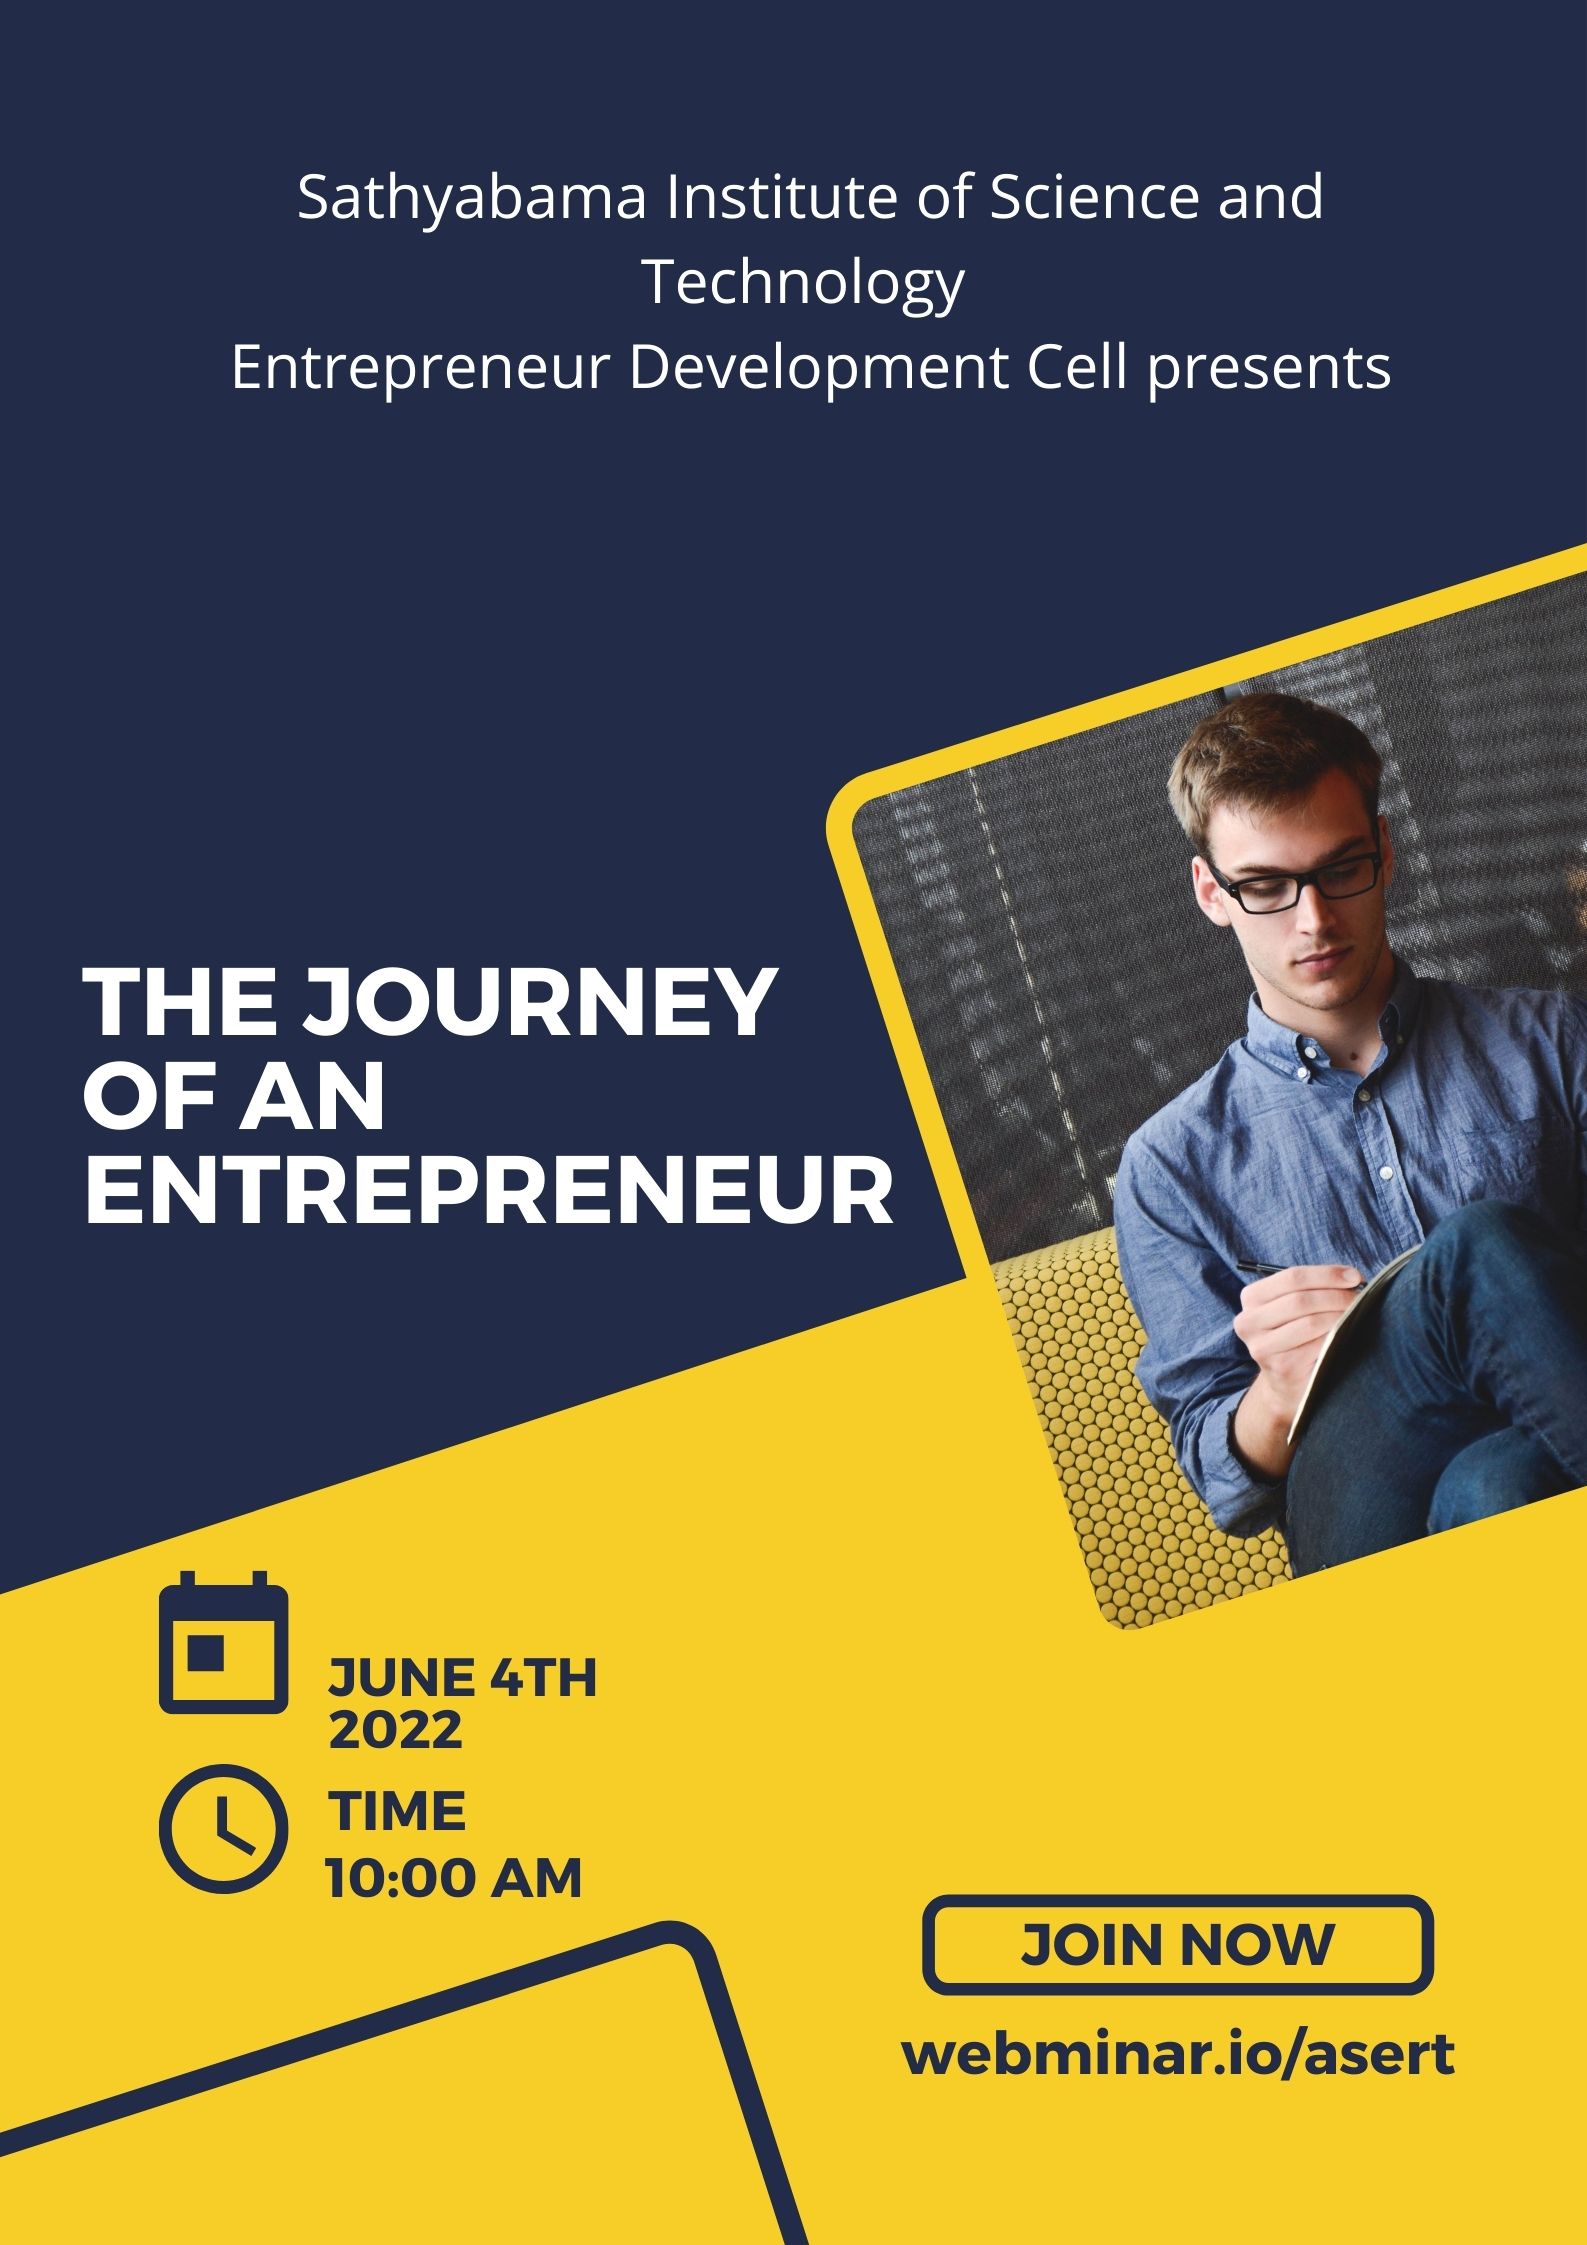 Sathyabama Institute of Science and
Technology
Entrepreneur Development Cell presents
THE JOURNEY
OF AN
ENTREPRENEUR
JUNE 4TH
2022
TIME
10:00 AM
JOIN NOW
webminar.io/asert